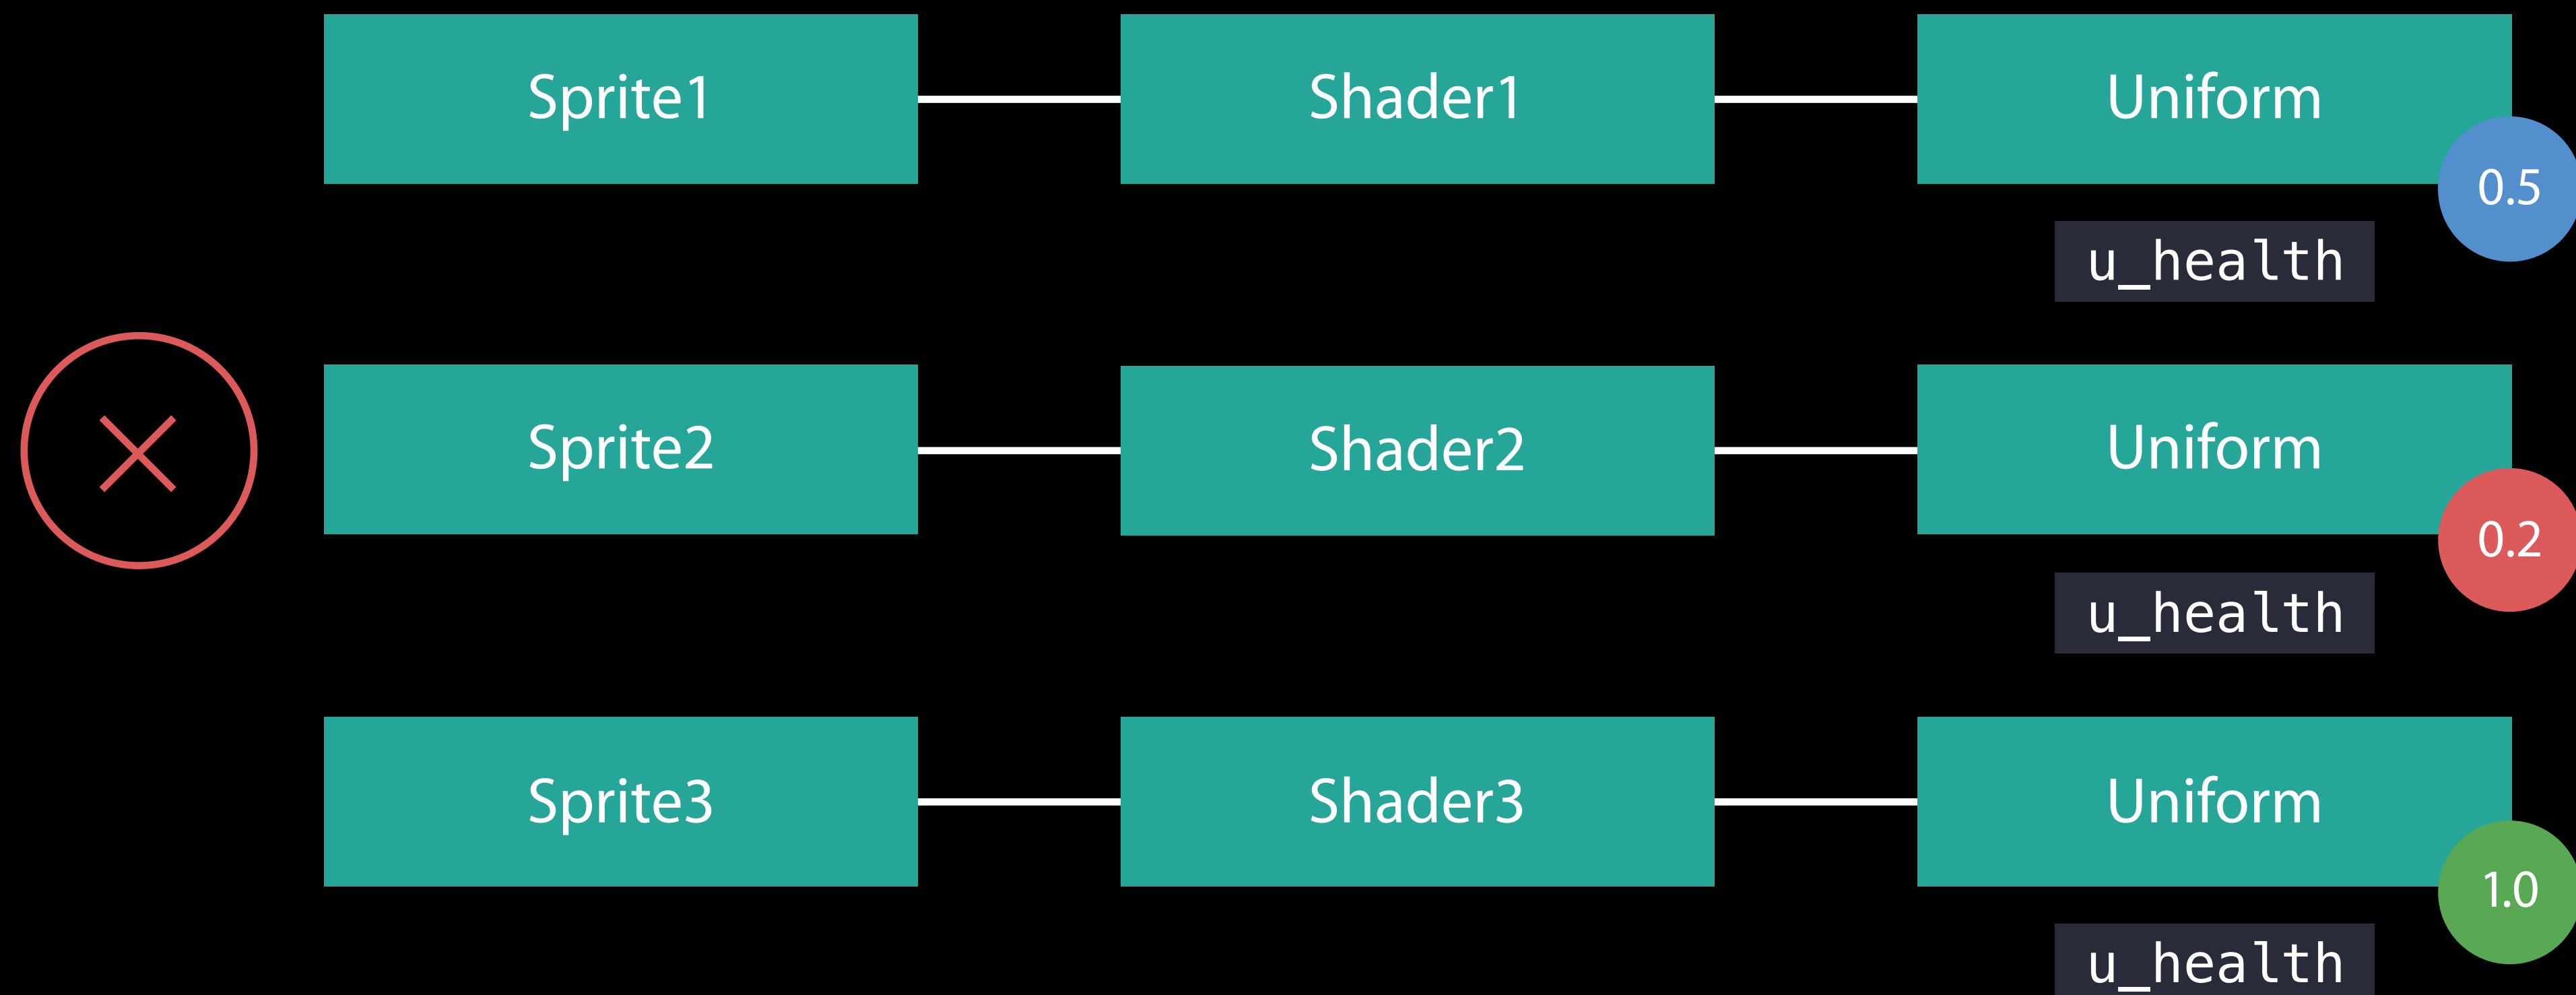 Sprite1
Shader1
Uniform
0.5
u_health
Sprite2
Shader2
Uniform
0.2
u_health
Sprite3
Shader3
Uniform
1.0
u_health